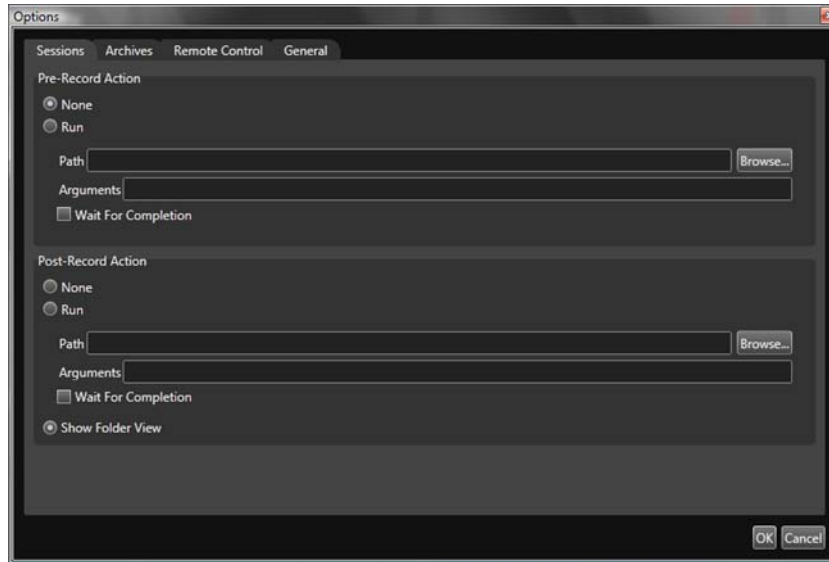 Options
Sessions Archives Remote Control General
Pre-Record Action
None
Run
Path Browse...
Arguments
Wait For Completion
Post-Record Action
None
Run
Path Browse...
Arguments
Wait For Completion
Show Folder View
OK Cancel